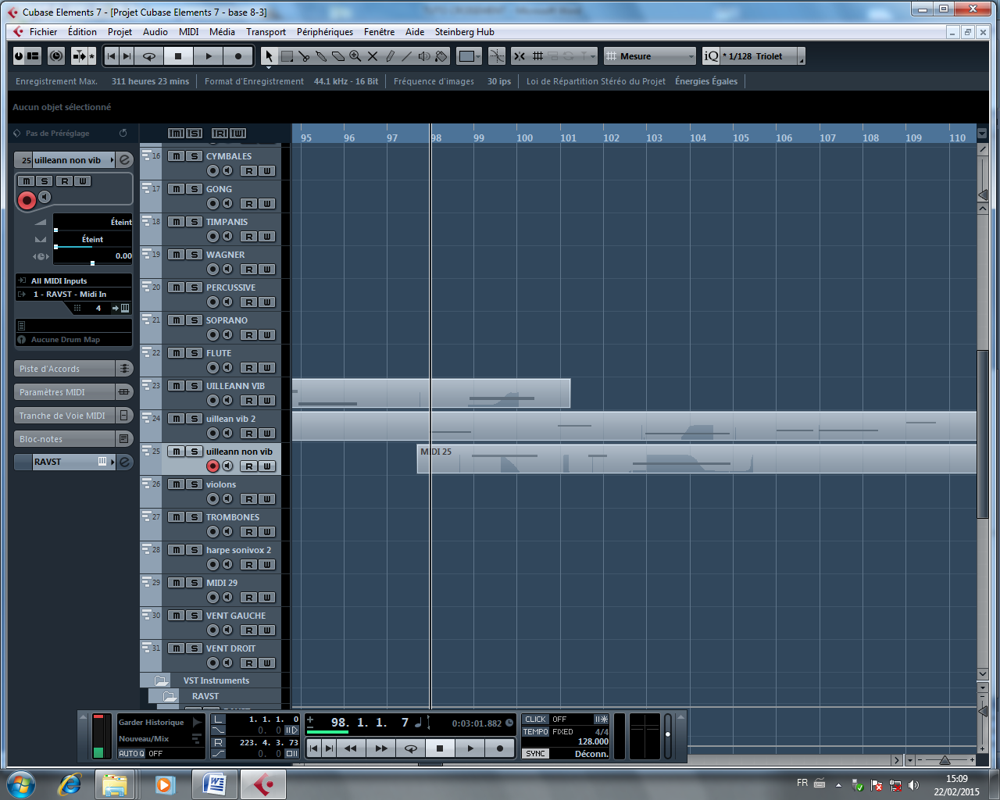 Cubase Elements 7 - [Projet Cubase Elements 7 - base 8-3]
Fichier Édition Projet Audio MIDI Média Transport Périphériques Fenêtre Aide Steinberg Hub
Mesure iQ * 1/128 Triolet
Enregistrement Max. 311 heures 23 mins Format d'Enregistrement 44.1 kHz - 16 Bit Fréquence d'images 30 ips Loi de Répartition Stéréo du Projet Énergies Égales
Aucun objet sélectionné
Pas de Préréglage
M S R W
95 96 97 98 99 100 101 102 103 104 105 106 107 108 109 110
25 uilleann non vib
M S R W
Éteint
Éteint
0.00
All MIDI Inputs
1 - RAVST - Midi In
4
Aucune Drum Map
Piste d'Accords
Paramètres MIDI
Tranche de Voie MIDI
Bloc-notes
RAVST
16 M S CYMBALES
R W
17 M S GONG
R W
18 M S TIMPANIS
R W
19 M S WAGNER
R W
20 M S PERCUSSIVE
R W
21 M S SOPRANO
R W
22 M S FLUTE
R W
23 M S UILLEANN VIB
R W
24 M S uillean vib 2
R W
25 M S uilleann non vib
R W
MIDI 25
26 M S violons
R W
27 M S TROMBONES
R W
28 M S harpe sonivox 2
R W
29 M S MIDI 29
R W
30 M S VENT GAUCHE
R W
31 M S VENT DROIT
R W
VST Instruments
RAVST
Garder Historique
Nouveau/Mix
AUTO Q OFF
L 1. 1. 1. 0
0. 0
R 223. 4. 3. 73
0. 0
98. 1. 1. 7
0:03:01.882
CLICK OFF
TEMPO FIXED 4/4
128.000
SYNC Déconn.
FR
15:09
22/02/2015